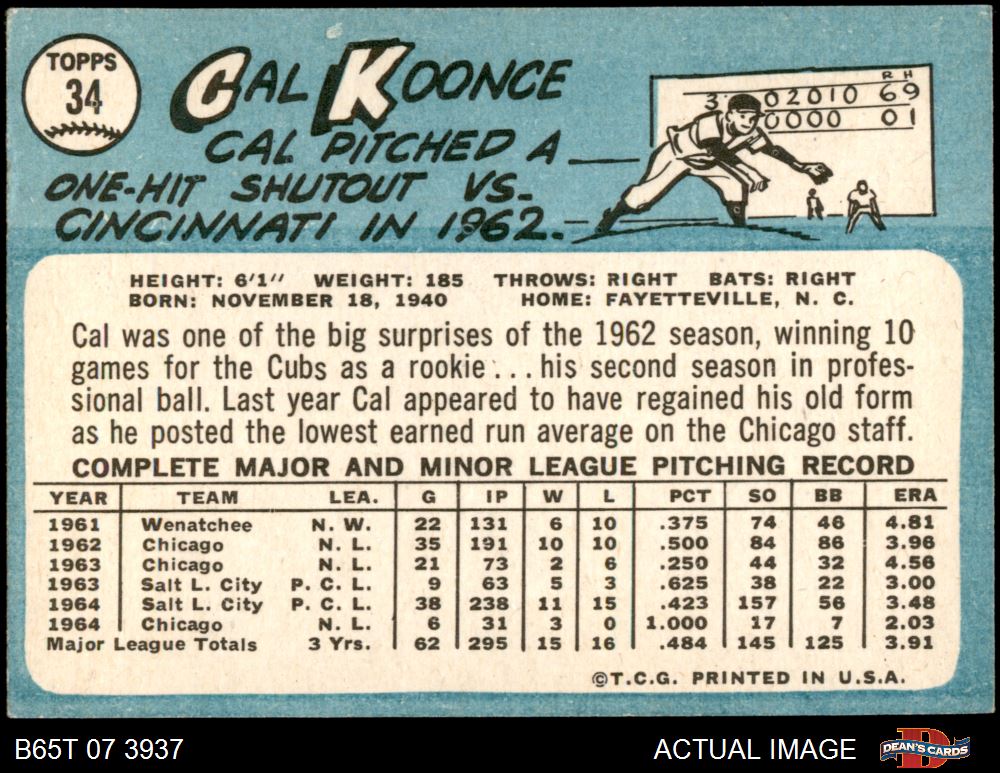 TOPPS
34
CAL KOONCE
CAL PITCHED A
ONE-HIT SHUTOUT VS.
CINCINNATI IN 1962.
R H
3 02010 69
0000 01
HEIGHT: 6'1" WEIGHT: 185 THROWS: RIGHT BATS: RIGHT
BORN: NOVEMBER 18, 1940 HOME: FAYETTEVILLE, N. C.
Cal was one of the big surprises of the 1962 season, winning 10
games for the Cubs as a rookie . . . his second season in profes-
sional ball. Last year Cal appeared to have regained his old form
as he posted the lowest earned run average on the Chicago staff.
COMPLETE MAJOR AND MINOR LEAGUE PITCHING RECORD
YEAR TEAM LEA. G IP W L PCT SO BB ERA
1961 Wenatchee N. W. 22 131 6 10 .375 74 46 4.81
1962 Chicago N. L. 35 191 10 10 .500 84 86 3.96
1963 Chicago N. L. 21 73 2 6 .250 44 32 4.56
1963 Salt L. City P. C. L. 9 63 5 3 .625 38 22 3.00
1964 Salt L. City P. C. L. 38 238 11 15 .423 157 56 3.48
1964 Chicago N. L. 6 31 3 0 1.000 17 7 2.03
Major League Totals 3 Yrs. 62 295 15 16 .484 145 125 3.91
©T.C.G. PRINTED IN U.S.A.
B65T 07 3937 ACTUAL IMAGE DEAN'S CARDS